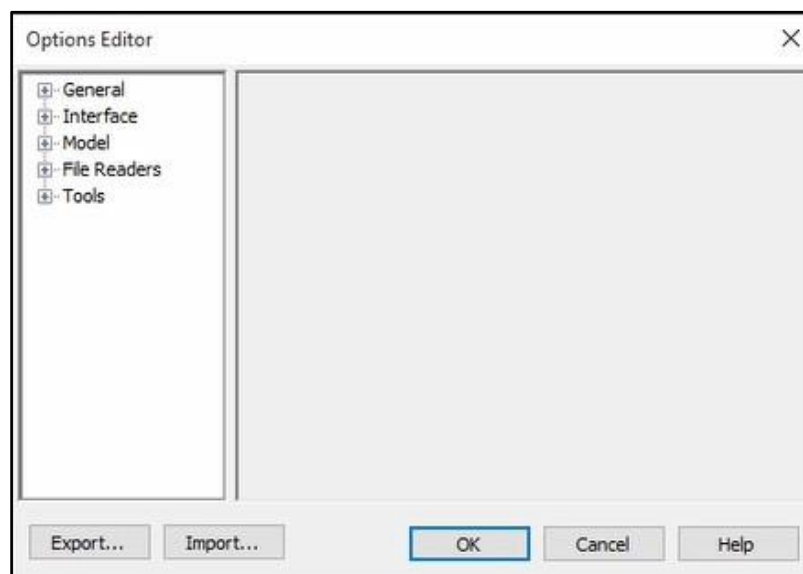 Options Editor
General
Interface
Model
File Readers
Tools
Export... Import... OK Cancel Help